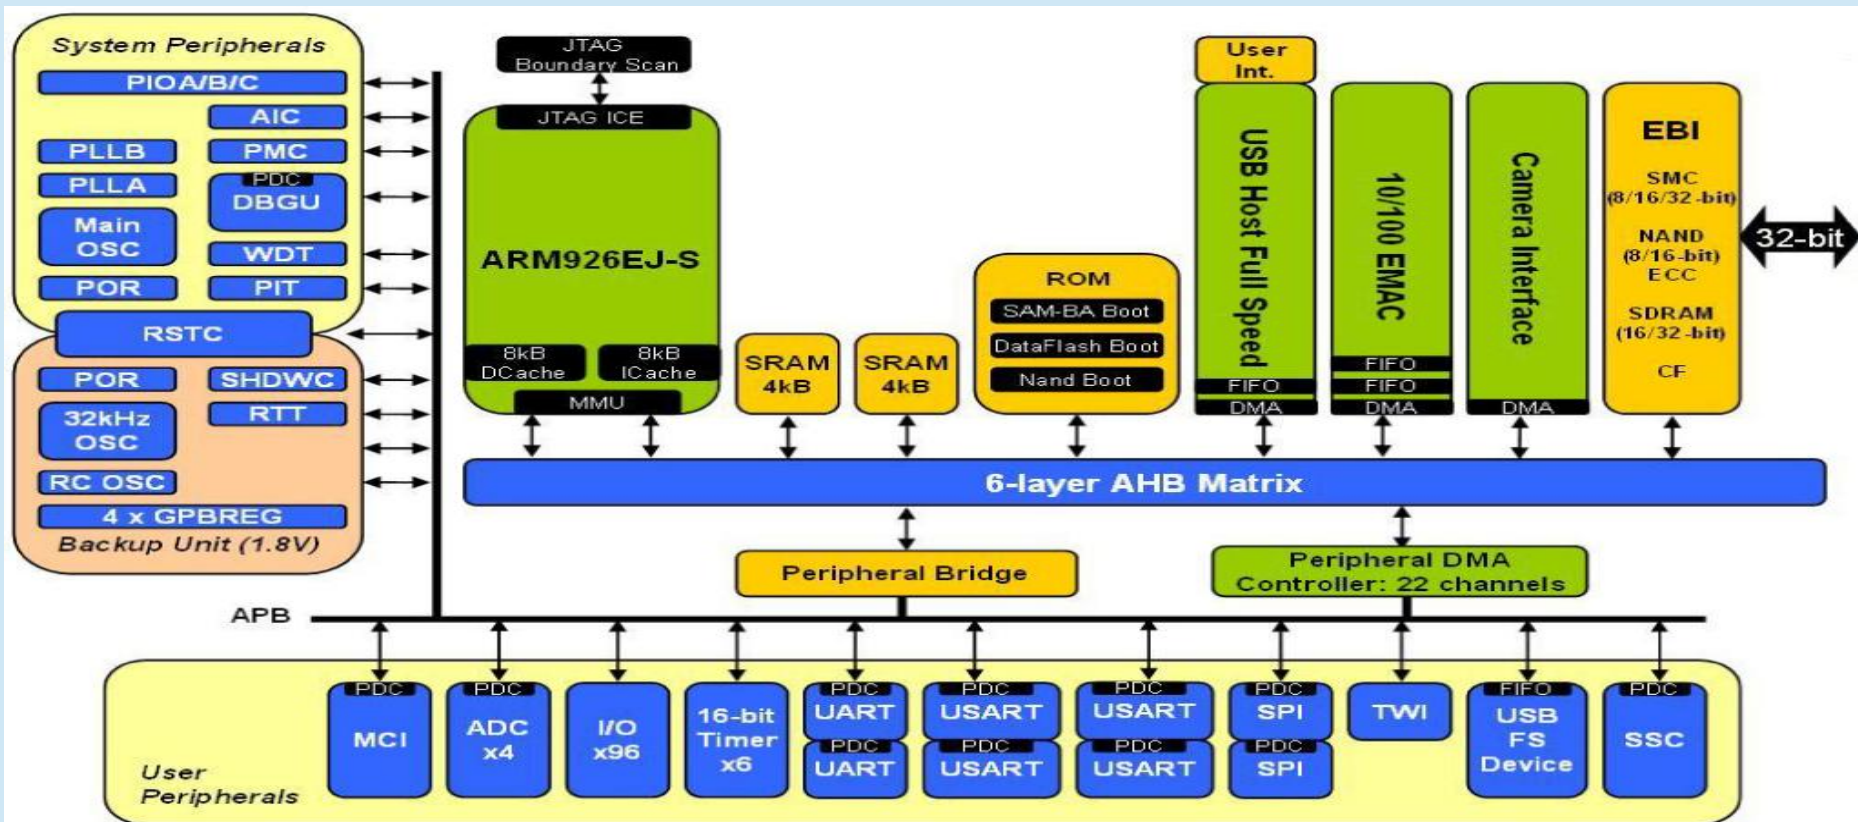 System Peripherals
PIOA/B/C
AIC
PLLB
PMC
PLLA
PDC
DBGU
Main
OSC
WDT
POR
PIT
RSTC
POR
SHDWC
32kHz
OSC
RTT
RC OSC
4 x GPBREG
Backup Unit (1.8V)
JTAG
Boundary Scan
JTAG ICE
ARM926EJ-S
8kB
DCache
8kB
ICache
MMU
SRAM
4kB
SRAM
4kB
ROM
SAM-BA Boot
DataFlash Boot
Nand Boot
User
Int.
USB Host Full Speed
FIFO
DMA
10/100 EMAC
FIFO
FIFO
DMA
Camera Interface
DMA
EBI
SMC
(8/16/32-bit)
NAND
(8/16-bit)
ECC
SDRAM
(16/32-bit)
CF
32-bit
6-layer AHB Matrix
Peripheral Bridge
Peripheral DMA
Controller: 22 channels
APB
User
Peripherals
PDC
MCI
PDC
ADC
x4
I/O
x96
16-bit
Timer
x6
PDC
UART
PDC
UART
PDC
USART
PDC
USART
PDC
USART
PDC
USART
PDC
SPI
PDC
SPI
TWI
FIFO
USB
FS
Device
PDC
SSC